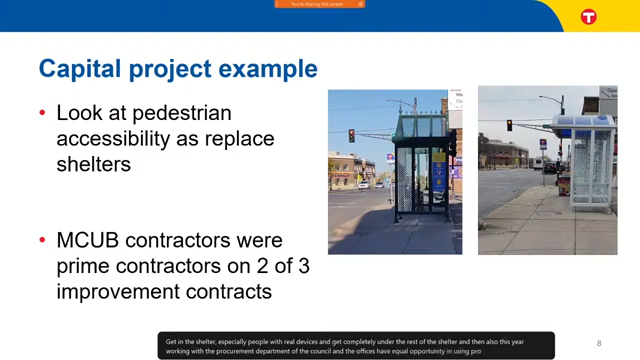 You're sharing this screen
T
Capital project example
• Look at pedestrian
accessibility as replace
shelters
• MCUB contractors were
prime contractors on 2 of 3
improvement contracts
Get in the shelter, especially people with real devices and get completely under the rest of the shelter and then also this year
working with the procurement department of the council and the offices have equal opportunity in using pro
8